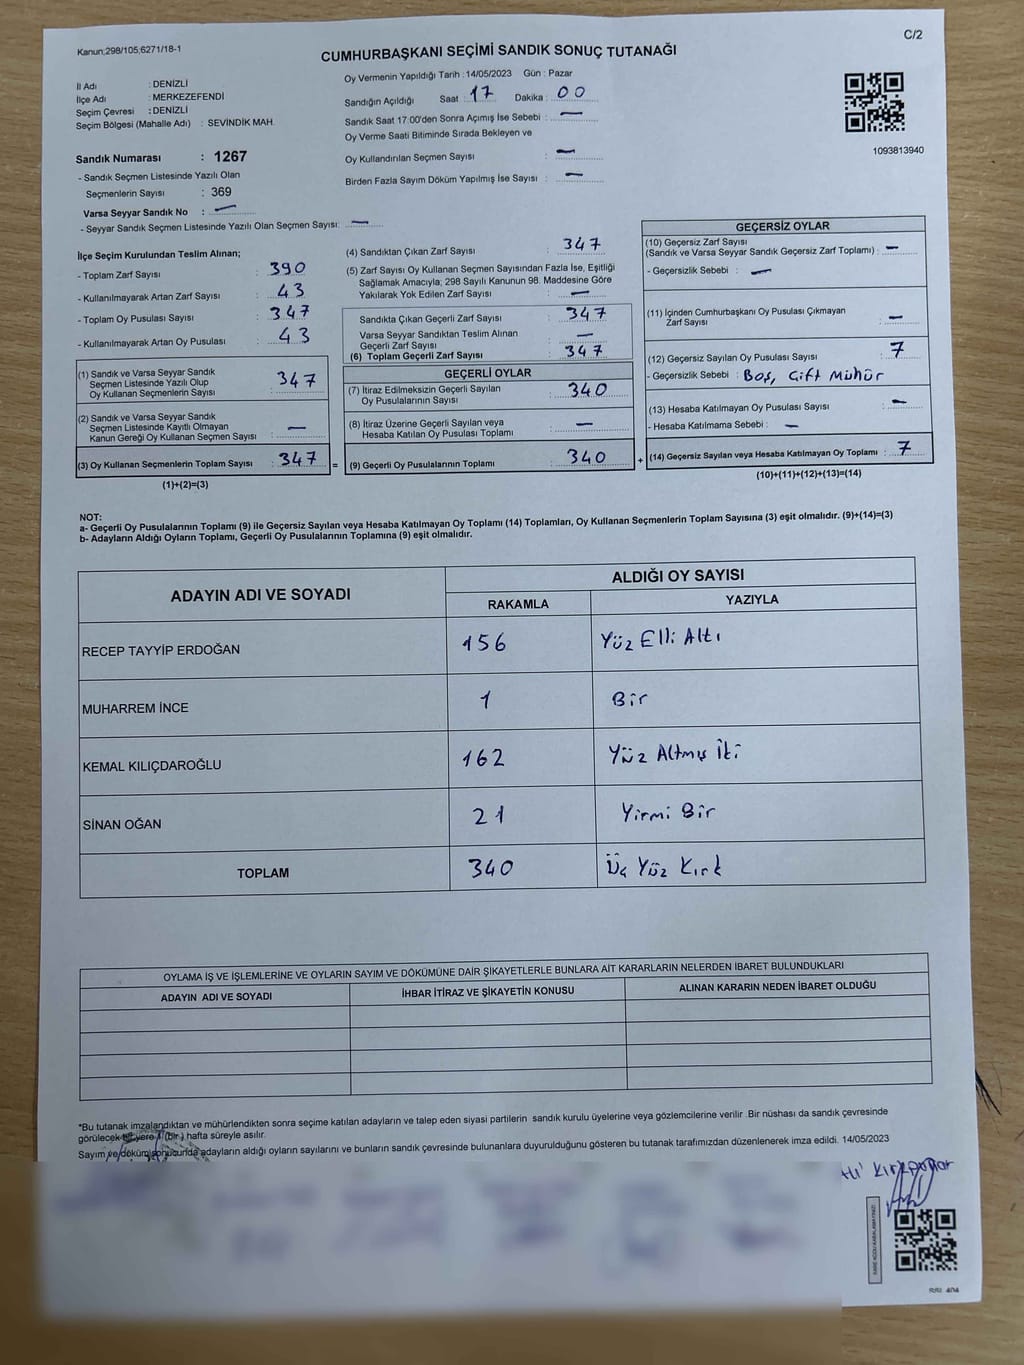 Kanun;298/105;6271/18-1
C/2
CUMHURBAŞKANI SEÇİMİ SANDIK SONUÇ TUTANAĞI
İl Adı : DENİZLİ
İlçe Adı : MERKEZEFENDİ
Seçim Çevresi : DENİZLİ
Seçim Bölgesi (Mahalle Adı) : SEVİNDİK MAH.
Oy Vermenin Yapıldığı Tarih : 14/05/2023 Gün : Pazar
Sandığın Açıldığı Saat : 17 Dakika : 00
Sandık Saat 17.00'den Sonra Açımış İse Sebebi : —
Oy Verme Saati Bitiminde Sırada Bekleyen ve
Oy Kullandırılan Seçmen Sayısı : —
Birden Fazla Sayım Döküm Yapılmış İse Sayısı : —
1093813940
Sandık Numarası : 1267
- Sandık Seçmen Listesinde Yazılı Olan
Seçmenlerin Sayısı : 369
Varsa Seyyar Sandık No : —
- Seyyar Sandık Seçmen Listesinde Yazılı Olan Seçmen Sayısı: —
İlçe Seçim Kurulundan Teslim Alınan;
- Toplam Zarf Sayısı : 390
- Kullanılmayarak Artan Zarf Sayısı : 43
- Toplam Oy Pusulası Sayısı : 347
- Kullanılmayarak Artan Oy Pusulası : 43
(1) Sandık ve Varsa Seyyar Sandık
Seçmen Listesinde Yazılı Olup
Oy Kullanan Seçmenlerin Sayısı : 347
(2) Sandık ve Varsa Seyyar Sandık
Seçmen Listesinde Kayıtlı Olmayan
Kanun Gereği Oy Kullanan Seçmen Sayısı : —
(3) Oy Kullanan Seçmenlerin Toplam Sayısı : 347
(1)+(2)=(3)
(4) Sandıktan Çıkan Zarf Sayısı : 347
(5) Zarf Sayısı Oy Kullanan Seçmen Sayısından Fazla İse, Eşitliği
Sağlamak Amacıyla; 298 Sayılı Kanunun 98. Maddesine Göre
Yakılarak Yok Edilen Zarf Sayısı : —
Sandıkta Çıkan Geçerli Zarf Sayısı : 347
Varsa Seyyar Sandıktan Teslim Alınan
Geçerli Zarf Sayısı : —
(6) Toplam Geçerli Zarf Sayısı : 347
GEÇERLİ OYLAR
(7) İtiraz Edilmeksizin Geçerli Sayılan
Oy Pusulalarının Sayısı : 340
(8) İtiraz Üzerine Geçerli Sayılan veya
Hesaba Katılan Oy Pusulası Toplamı : —
= (9) Geçerli Oy Pusulalarının Toplamı : 340
GEÇERSİZ OYLAR
(10) Geçersiz Zarf Sayısı
(Sandık ve Varsa Seyyar Sandık Geçersiz Zarf Toplamı) : —
- Geçersizlik Sebebi : —
(11) İçinden Cumhurbaşkanı Oy Pusulası Çıkmayan
Zarf Sayısı : —
(12) Geçersiz Sayılan Oy Pusulası Sayısı : 7
- Geçersizlik Sebebi : Boş, Çift Mühür
(13) Hesaba Katılmayan Oy Pusulası Sayısı : —
- Hesaba Katılmama Sebebi : —
+ (14) Geçersiz Sayılan veya Hesaba Katılmayan Oy Toplamı : 7
(10)+(11)+(12)+(13)=(14)
NOT:
a- Geçerli Oy Pusulalarının Toplamı (9) ile Geçersiz Sayılan veya Hesaba Katılmayan Oy Toplamı (14) Toplamları, Oy Kullanan Seçmenlerin Toplam Sayısına (3) eşit olmalıdır. (9)+(14)=(3)
b- Adayların Aldığı Oyların Toplamı, Geçerli Oy Pusulalarının Toplamına (9) eşit olmalıdır.
ADAYIN ADI VE SOYADI ALDIĞI OY SAYISI
RAKAMLA YAZIYLA
RECEP TAYYİP ERDOĞAN 156 Yüz Elli Altı
MUHARREM İNCE 1 Bir
KEMAL KILIÇDAROĞLU 162 Yüz Altmış İki
SİNAN OĞAN 21 Yirmi Bir
TOPLAM 340 Üç Yüz Kırk
OYLAMA İŞ VE İŞLEMLERİNE VE OYLARIN SAYIM VE DÖKÜMÜNE DAİR ŞİKAYETLERLE BUNLARA AİT KARARLARIN NELERDEN İBARET BULUNDUKLARI
ADAYIN ADI VE SOYADI İHBAR İTİRAZ VE ŞİKAYETİN KONUSU ALINAN KARARIN NEDEN İBARET OLDUĞU
*Bu tutanak imzalandıktan ve mühürlendikten sonra seçime katılan adayların ve talep eden siyasi partilerin sandık kurulu üyelerine veya gözlemcilerine verilir .Bir nüshası da sandık çevresinde
görülecek bir yere 1 (bir ) hafta süreyle asılır.
Sayım ve döküm sonucunda adayların aldığı oyların sayılarını ve bunların sandık çevresinde bulunanlara duyurulduğunu gösteren bu tutanak tarafımızdan düzenlenerek imza edildi. 14/05/2023
Ali Kırkpınar